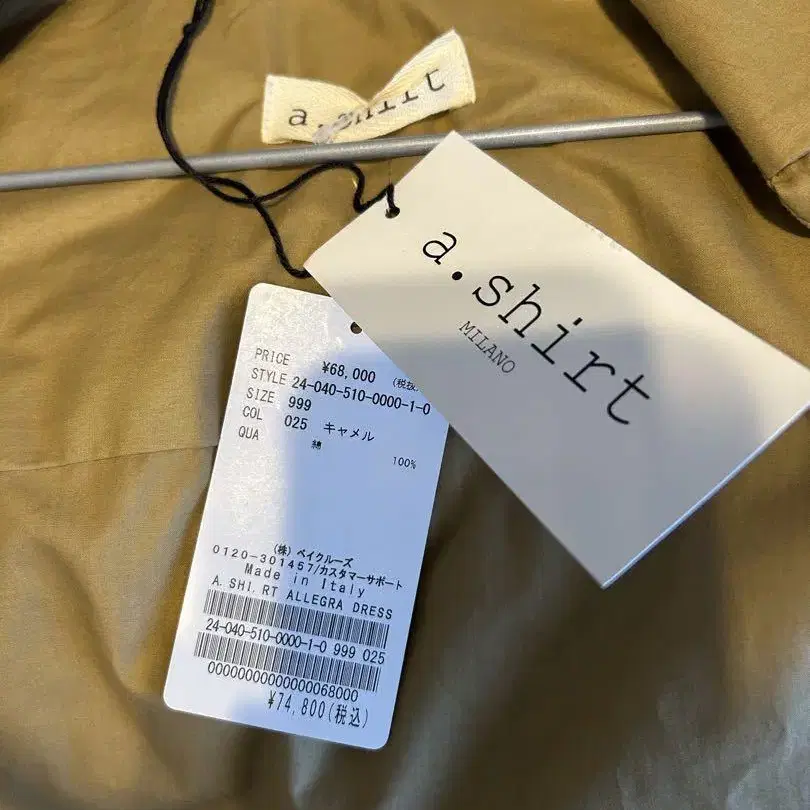 a.shirt
a.shirt
MILANO
PRICE ¥68,000 (税抜)
STYLE 24-040-510-0000-1-0
SIZE 999
COL 025 キャメル
QUA 綿 100%
(株) ベイクルーズ
0120-301457/カスタマーサポート
Made in Italy
A.SHI.RT ALLEGRA DRESS
24-040-510-0000-1-0 999 025
00000000000000068000
¥74,800(税込)